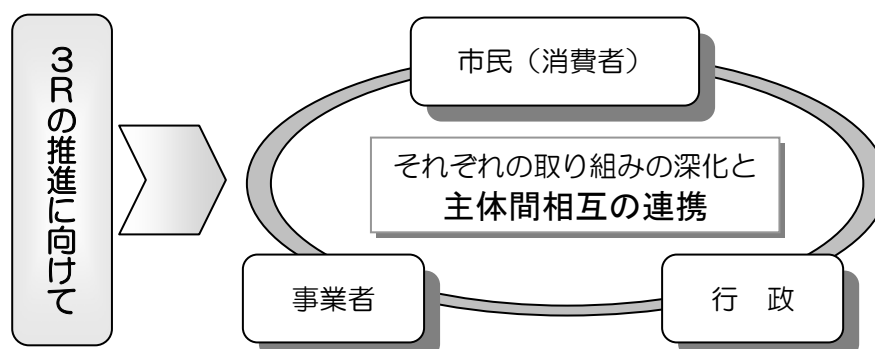 ３Rの推進に向けて
市民（消費者）
それぞれの取り組みの深化と
主体間相互の連携
事業者
行　政